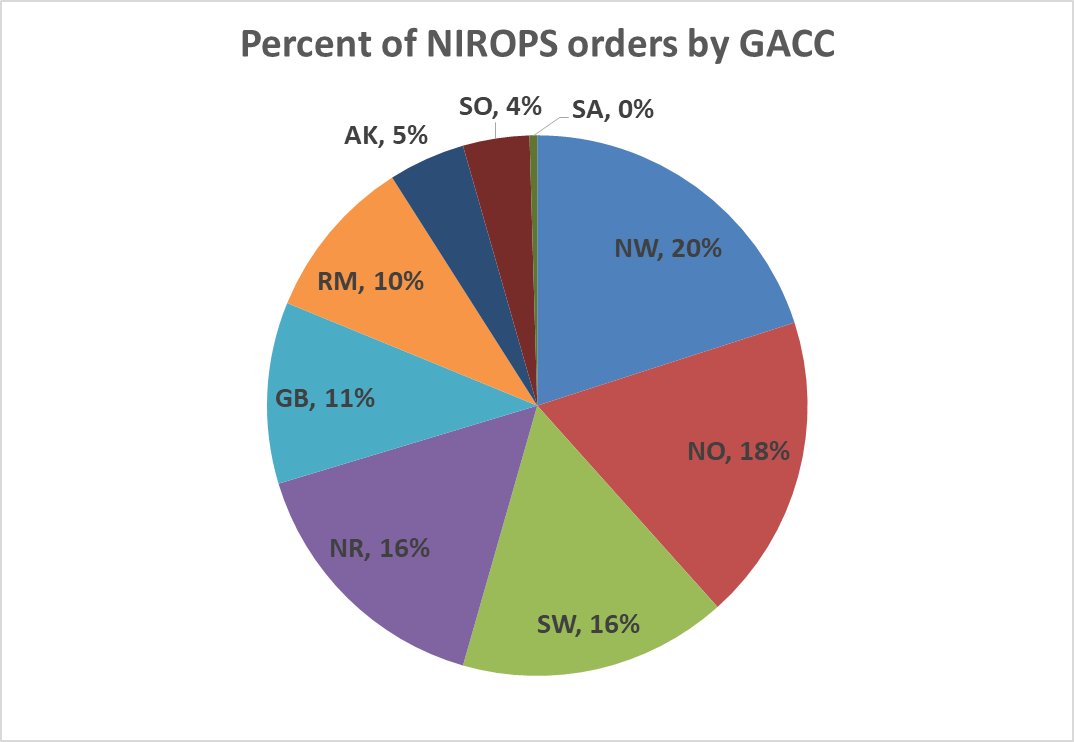 Percent of NIROPS orders by GACC
SO, 4%
SA, 0%
AK, 5%
NW, 20%
RM, 10%
GB, 11%
NO, 18%
NR, 16%
SW, 16%